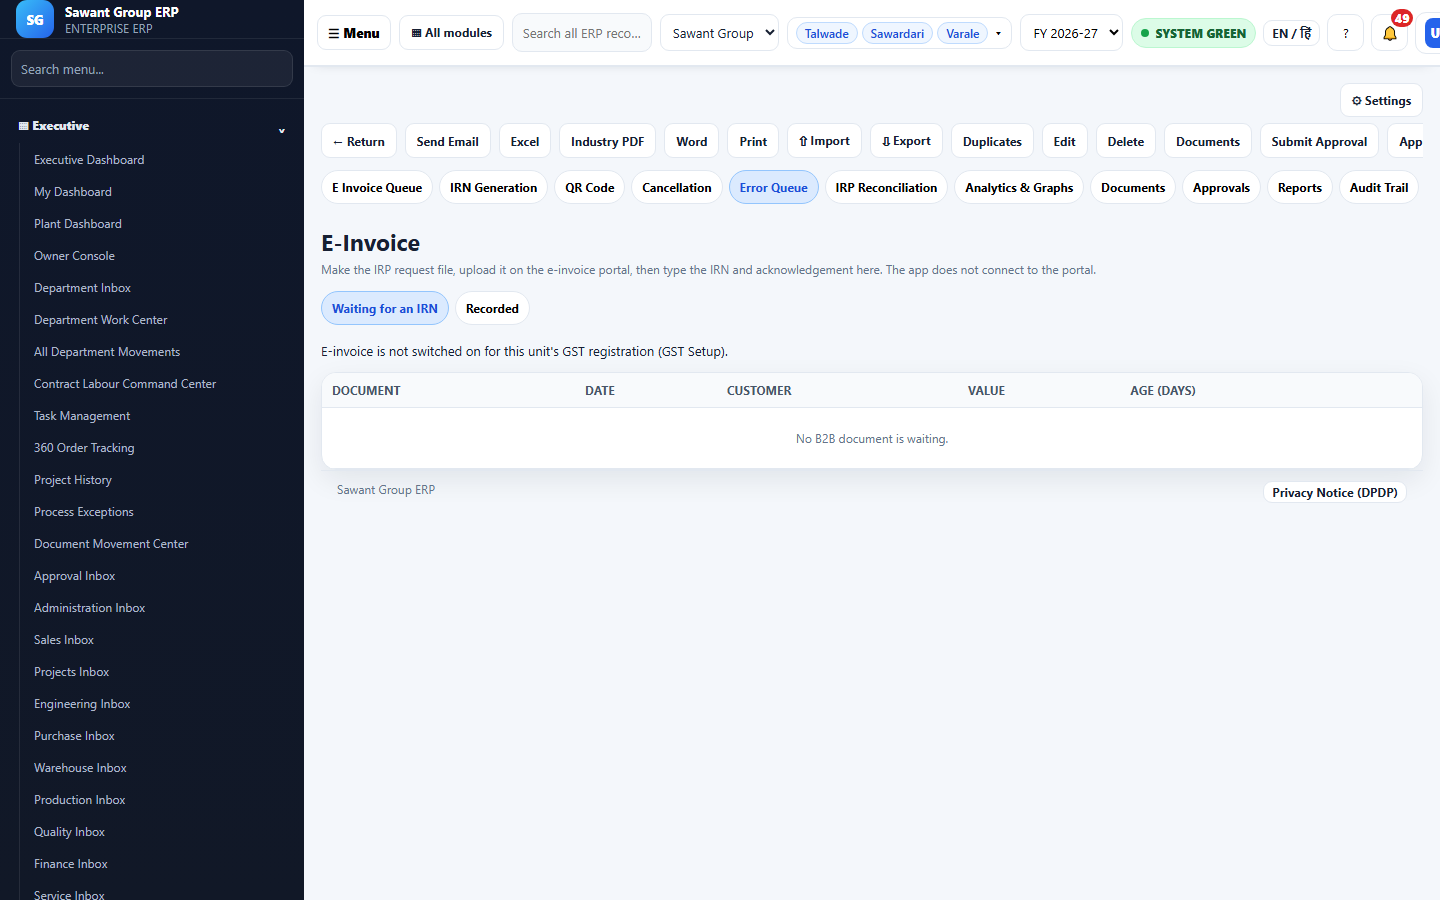 SG
Sawant Group ERP
ENTERPRISE ERP
Search menu...
Executive
Executive Dashboard
My Dashboard
Plant Dashboard
Owner Console
Department Inbox
Department Work Center
All Department Movements
Contract Labour Command Center
Task Management
360 Order Tracking
Project History
Process Exceptions
Document Movement Center
Approval Inbox
Administration Inbox
Sales Inbox
Projects Inbox
Engineering Inbox
Purchase Inbox
Warehouse Inbox
Production Inbox
Quality Inbox
Finance Inbox
Service Inbox
☰ Menu
All modules
Search all ERP reco...
Sawant Group
Talwade
Sawardari
Varale
FY 2026-27
SYSTEM GREEN
EN / हिं
?
49
U
⚙ Settings
← Return
Send Email
Excel
Industry PDF
Word
Print
⇧ Import
⇩ Export
Duplicates
Edit
Delete
Documents
Submit Approval
App
E Invoice Queue
IRN Generation
QR Code
Cancellation
Error Queue
IRP Reconciliation
Analytics & Graphs
Documents
Approvals
Reports
Audit Trail
E-Invoice
Make the IRP request file, upload it on the e-invoice portal, then type the IRN and acknowledgement here. The app does not connect to the portal.
Waiting for an IRN
Recorded
E-invoice is not switched on for this unit's GST registration (GST Setup).
DOCUMENT DATE CUSTOMER VALUE AGE (DAYS)
No B2B document is waiting.
Sawant Group ERP
Privacy Notice (DPDP)